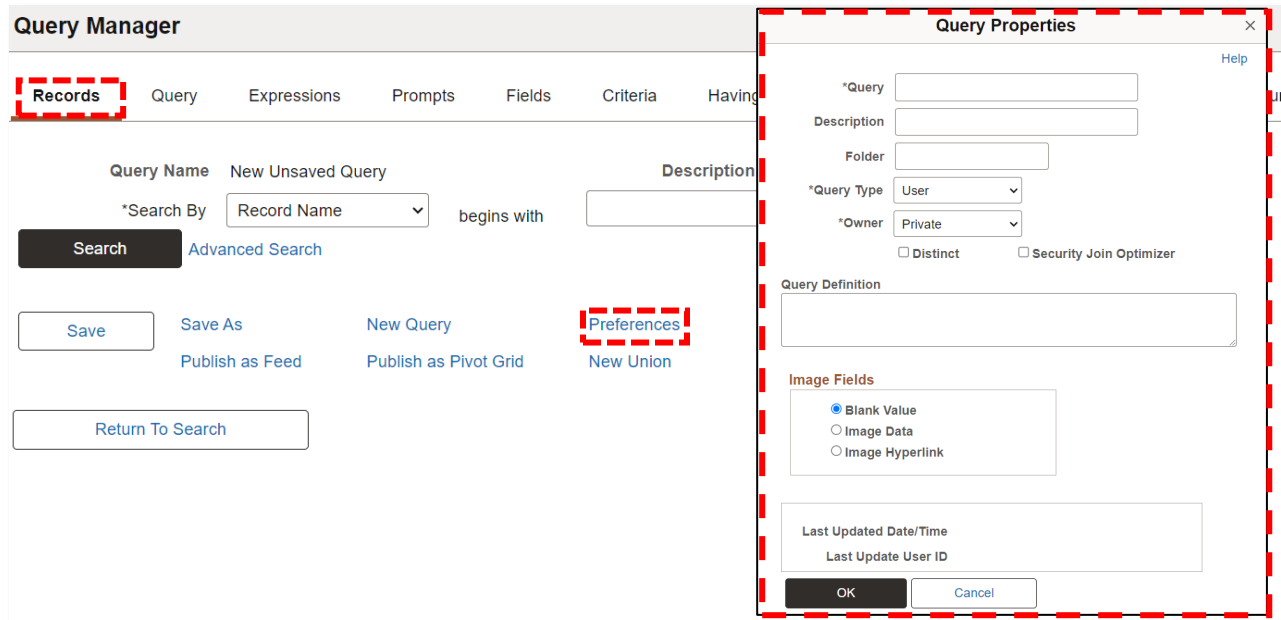 Query Manager
Records Query Expressions Prompts Fields Criteria Having
Query Name New Unsaved Query Description
*Search By Record Name begins with
Search Advanced Search
Save Save As New Query Preferences
Publish as Feed Publish as Pivot Grid New Union
Return To Search
Query Properties ×
Help
*Query
Description
Folder
*Query Type User
*Owner Private
Distinct Security Join Optimizer
Query Definition
Image Fields
Blank Value
Image Data
Image Hyperlink
Last Updated Date/Time
Last Update User ID
OK Cancel